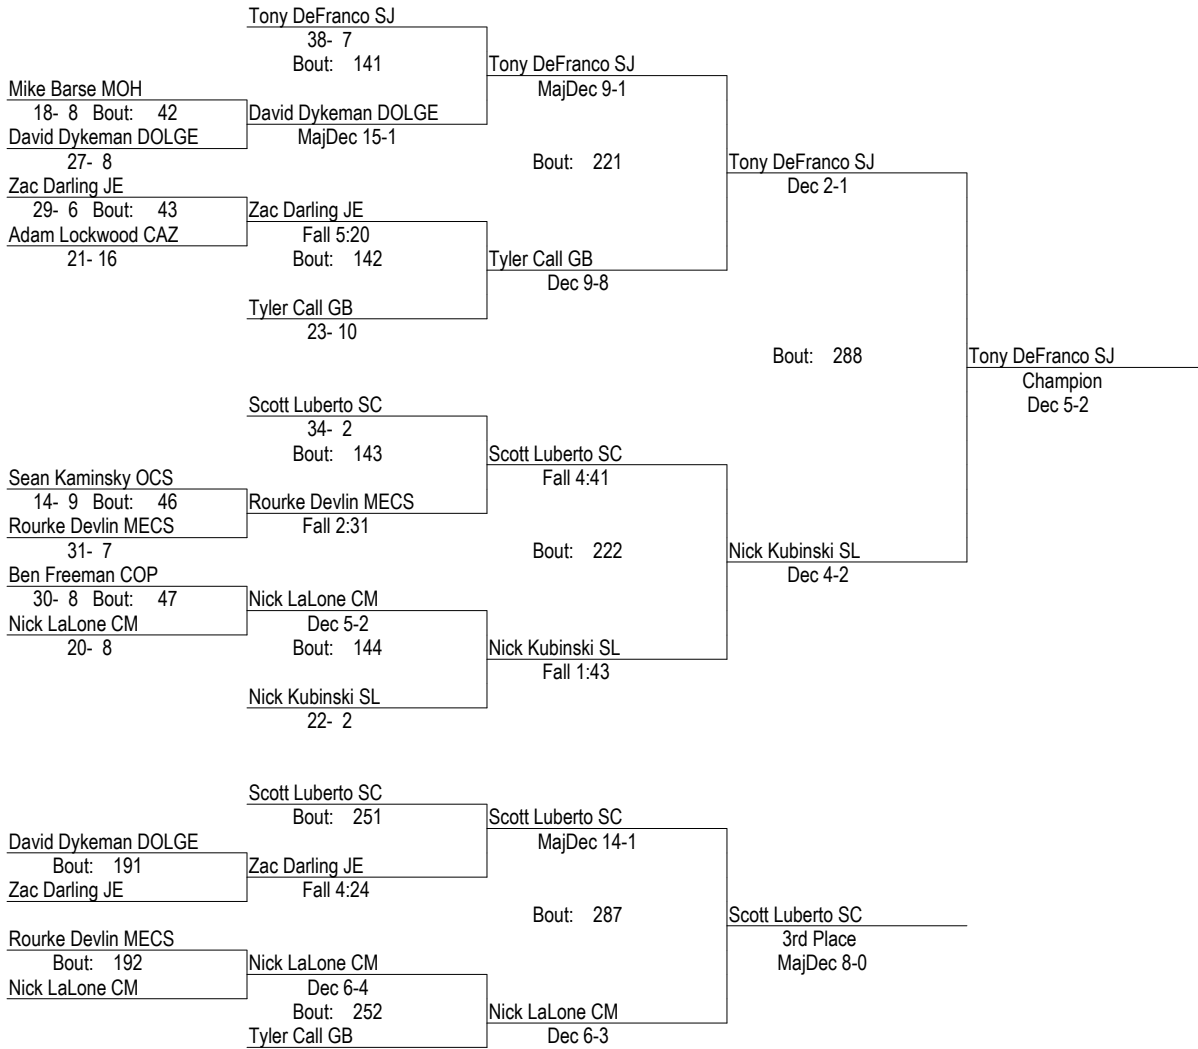 Tony DeFranco SJ
38- 7
Bout: 141
Tony DeFranco SJ
MajDec 9-1
Mike Barse MOH
18- 8 Bout: 42
David Dykeman DOLGE
MajDec 15-1
David Dykeman DOLGE
27- 8
Bout: 221
Tony DeFranco SJ
Dec 2-1
Zac Darling JE
29- 6 Bout: 43
Zac Darling JE
Fall 5:20
Adam Lockwood CAZ
21- 16
Bout: 142
Tyler Call GB
Dec 9-8
Tyler Call GB
23- 10
Bout: 288
Tony DeFranco SJ
Champion
Dec 5-2
Scott Luberto SC
34- 2
Bout: 143
Scott Luberto SC
Fall 4:41
Sean Kaminsky OCS
14- 9 Bout: 46
Rourke Devlin MECS
Fall 2:31
Rourke Devlin MECS
31- 7
Bout: 222
Nick Kubinski SL
Dec 4-2
Ben Freeman COP
30- 8 Bout: 47
Nick LaLone CM
Dec 5-2
Nick LaLone CM
20- 8
Bout: 144
Nick Kubinski SL
Fall 1:43
Nick Kubinski SL
22- 2
Scott Luberto SC
Bout: 251
Scott Luberto SC
MajDec 14-1
David Dykeman DOLGE
Bout: 191
Zac Darling JE
Fall 4:24
Zac Darling JE
Bout: 287
Scott Luberto SC
3rd Place
MajDec 8-0
Rourke Devlin MECS
Bout: 192
Nick LaLone CM
Dec 6-4
Nick LaLone CM
Bout: 252
Nick LaLone CM
Dec 6-3
Tyler Call GB